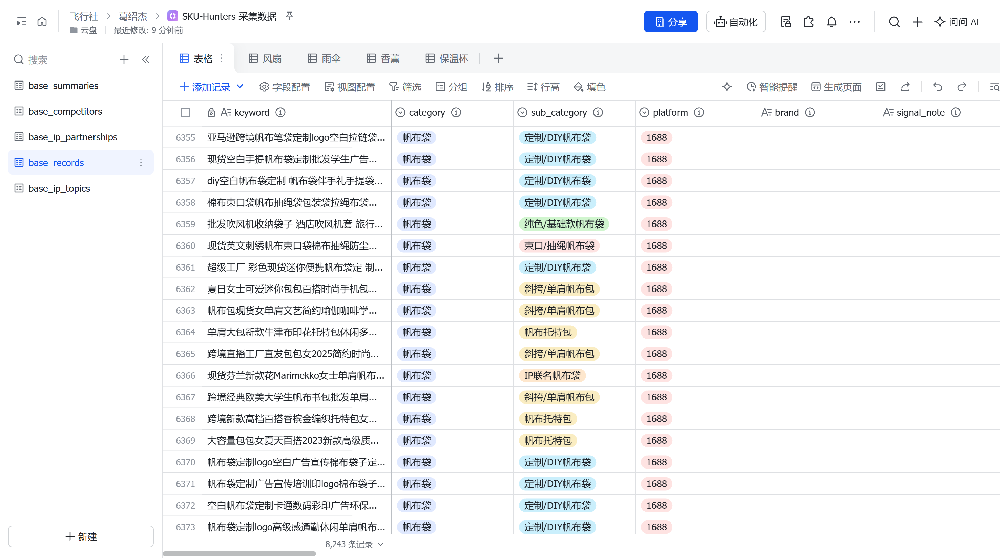 飞行社 > 葛绍杰 > SKU-Hunters 采集数据
云盘 | 最近修改: 9 分钟前
分享
自动化
问问 AI
搜索
base_summaries
base_competitors
base_ip_partnerships
base_records
base_ip_topics
新建
表格 风扇 雨伞 香薰 保温杯
添加记录 字段配置 视图配置 筛选 分组 排序 行高 填色 智能提醒 生成页面
keyword category sub_category platform brand signal_note
6355 亚马逊跨境帆布笔袋定制logo空白拉链袋... 帆布袋 定制/DIY帆布袋 1688
6356 现货空白手提帆布袋定制批发学生广告... 帆布袋 定制/DIY帆布袋 1688
6357 diy空白帆布袋定制 帆布袋伴手礼手提袋... 帆布袋 定制/DIY帆布袋 1688
6358 棉布束口袋帆布抽绳袋包装袋拉绳布袋... 帆布袋 定制/DIY帆布袋 1688
6359 批发吹风机收纳袋子 酒店吹风机套 旅行... 帆布袋 纯色/基础款帆布袋 1688
6360 现货英文刺绣帆布束口袋棉布抽绳防尘... 帆布袋 束口/抽绳帆布袋 1688
6361 超级工厂 彩色现货迷你便携帆布袋定 制... 帆布袋 定制/DIY帆布袋 1688
6362 夏日女士可爱迷你包包百搭时尚手机包... 帆布袋 斜挎/单肩帆布包 1688
6363 帆布包现货女单肩文艺简约瑜伽咖啡学... 帆布袋 斜挎/单肩帆布包 1688
6364 单肩大包新款牛津布印花托特包休闲多... 帆布袋 帆布托特包 1688
6365 跨境直播工厂直发包包女2025简约时尚... 帆布袋 斜挎/单肩帆布包 1688
6366 现货芬兰新款花Marimekko女士单肩帆布... 帆布袋 IP联名帆布袋 1688
6367 跨境经典欧美大学生帆布书包批发单肩... 帆布袋 斜挎/单肩帆布包 1688
6368 跨境新款高档百搭香槟金编织托特包女... 帆布袋 帆布托特包 1688
6369 大容量包包女夏天百搭2023新款高级质... 帆布袋 帆布托特包 1688
6370 帆布袋定制logo空白广告宣传棉布袋子定... 帆布袋 定制/DIY帆布袋 1688
6371 帆布袋定制广告宣传培训印logo棉布袋子... 帆布袋 定制/DIY帆布袋 1688
6372 空白帆布袋定制卡通数码彩印广告环保... 帆布袋 定制/DIY帆布袋 1688
6373 帆布袋定制logo高级感通勤休闲单肩帆布... 帆布袋 定制/DIY帆布袋 1688
8,243 条记录